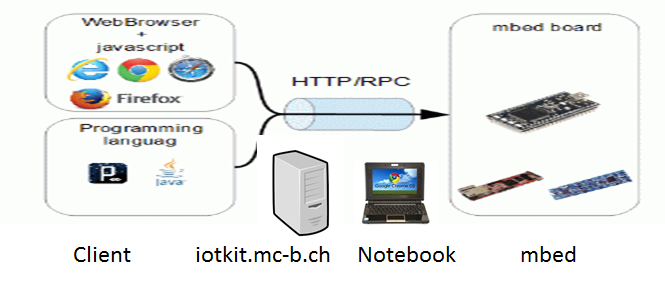 WebBrowser
+
javascript
Firefox
Programming
languag
P
Java
HTTP/RPC
Google Chrome OS
mbed board
Client
iotkit.mc-b.ch
Notebook
mbed